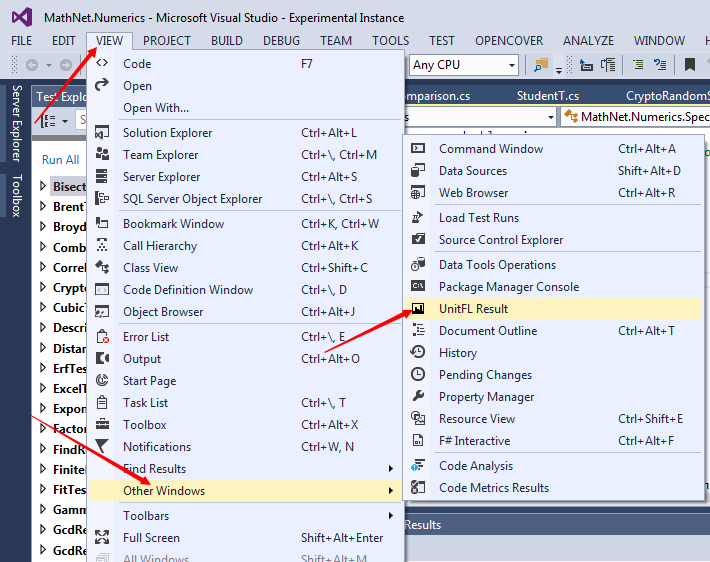 MathNet.Numerics - Microsoft Visual Studio - Experimental Instance
FILE EDIT VIEW PROJECT BUILD DEBUG TEAM TOOLS TEST OPENCOVER ANALYZE WINDOW
Any CPU
Server Explorer
Toolbox
Test Explo
Run All
Bisect
BrentT
Broyd
Comb
Correl
Crypto
CubicT
Descri
Distan
ErfTes
ExcelT
Expon
Factor
FindR
Finitel
FitTes
Gamm
GcdRe
GcdRe
Code F7
Open
Open With...
Solution Explorer Ctrl+Alt+L
Team Explorer Ctrl+\, Ctrl+M
Server Explorer Ctrl+Alt+S
SQL Server Object Explorer Ctrl+\, Ctrl+S
Bookmark Window Ctrl+K, Ctrl+W
Call Hierarchy Ctrl+Alt+K
Class View Ctrl+Shift+C
Code Definition Window Ctrl+\, D
Object Browser Ctrl+Alt+J
Error List Ctrl+\, E
Output Ctrl+Alt+O
Start Page
Task List Ctrl+\, T
Toolbox Ctrl+Alt+X
Notifications Ctrl+W, N
Find Results
Other Windows
Toolbars
Full Screen Shift+Alt+Enter
All Windows Shift+Alt+M
mparison.cs StudentT.cs CryptoRandomS
MathNet.Numerics.Spec
Command Window Ctrl+Alt+A
Data Sources Shift+Alt+D
Web Browser Ctrl+Alt+R
Load Test Runs
Source Control Explorer
Data Tools Operations
Package Manager Console
UnitFL Result
Document Outline Ctrl+Alt+T
History
Pending Changes
Property Manager
Resource View Ctrl+Shift+E
F# Interactive Ctrl+Alt+F
Code Analysis
Code Metrics Results
Results